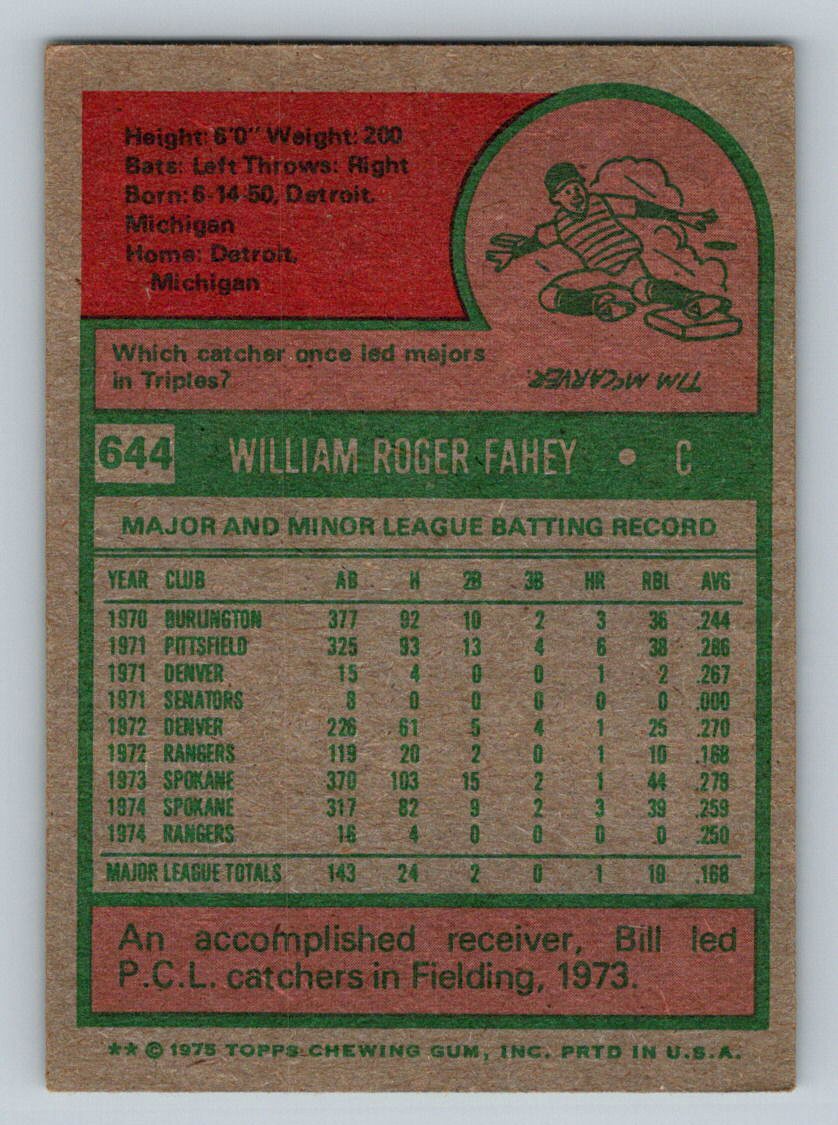 Height: 6'0" Weight: 200
Bats: Left Throws: Right
Born: 6-14-50, Detroit,
Michigan
Home: Detroit,
Michigan
Which catcher once led majors
in Triples?
TIM McCARVER.
644 WILLIAM ROGER FAHEY • C
MAJOR AND MINOR LEAGUE BATTING RECORD
YEAR CLUB AB H 2B 3B HR RBI AVG
1970 BURLINGTON 377 92 10 2 3 36 .244
1971 PITTSFIELD 325 93 13 4 6 38 .286
1971 DENVER 15 4 0 0 1 2 .267
1971 SENATORS 8 0 0 0 0 0 .000
1972 DENVER 226 61 5 4 1 25 .270
1972 RANGERS 119 20 2 0 1 10 .168
1973 SPOKANE 370 103 15 2 1 44 .278
1974 SPOKANE 317 82 9 2 3 39 .259
1974 RANGERS 16 4 0 0 0 0 .250
MAJOR LEAGUE TOTALS 143 24 2 0 1 10 .168
An accomplished receiver, Bill led
P.C.L. catchers in Fielding, 1973.
** © 1975 TOPPS CHEWING GUM, INC. PRTD IN U.S.A.